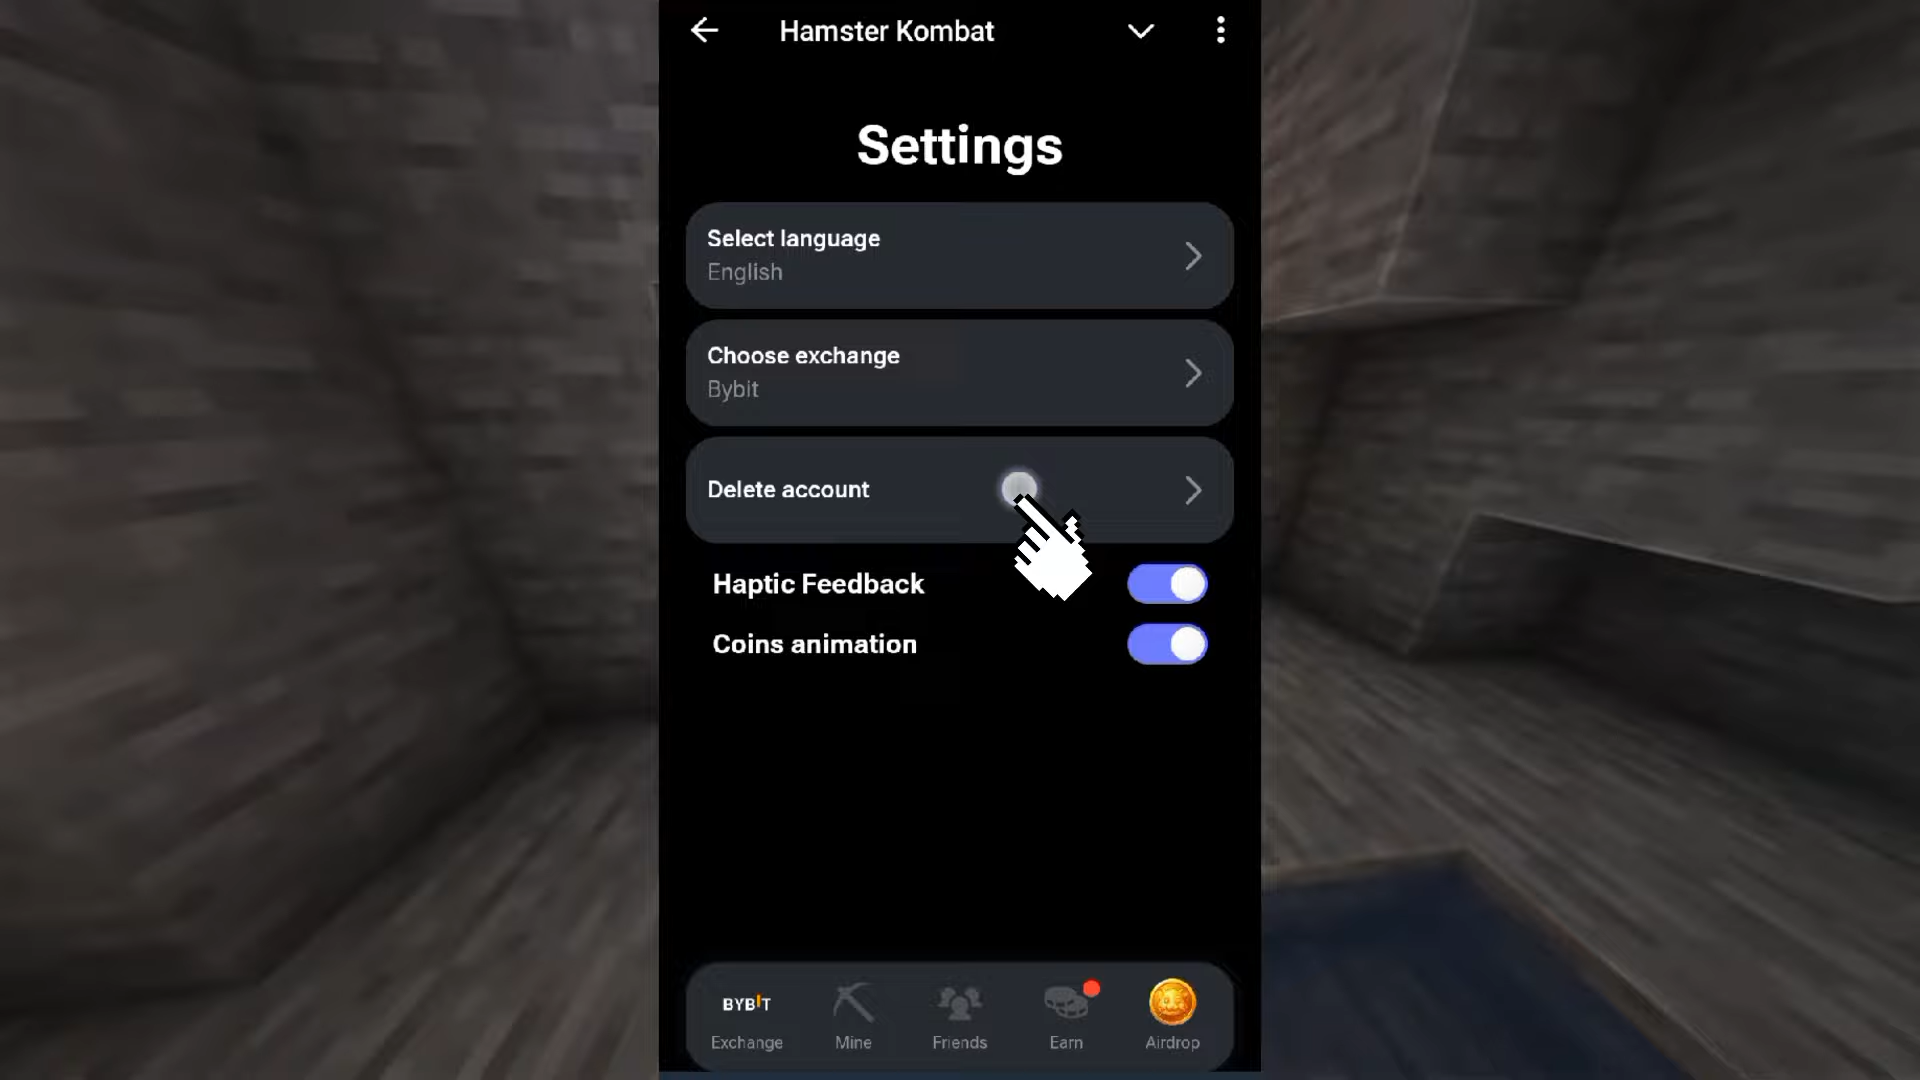 Hamster Kombat
Settings
Select language
English
Choose exchange
Bybit
Delete account
Haptic Feedback
Coins animation
BYBIT
Exchange
Mine
Friends
Earn
Airdrop